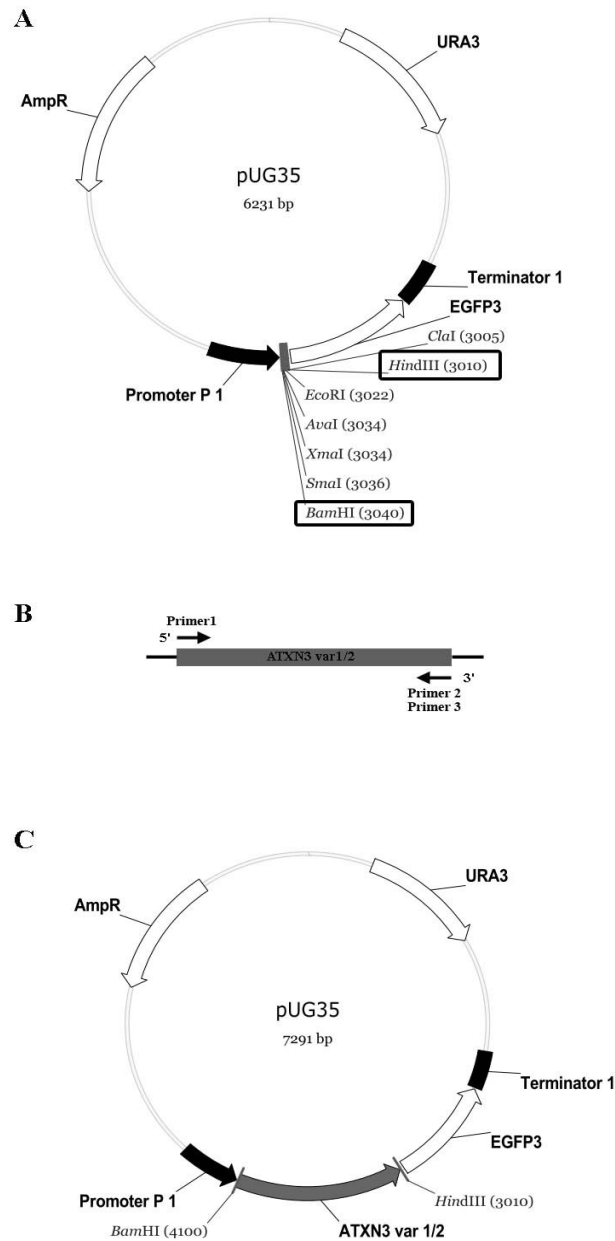 A
URA3
AmpR
pUG35
6231 bp
Terminator 1
EGFP3
ClaI (3005)
HindIII (3010)
Promoter P 1
EcoRI (3022)
AvaI (3034)
XmaI (3034)
SmaI (3036)
BamHI (3040)
B
Primer1
5'
ATXN3 var1/2
3'
Primer 2
Primer 3
C
URA3
AmpR
pUG35
7291 bp
Terminator 1
EGFP3
Promoter P 1
HindIII (3010)
BamHI (4100)
ATXN3 var 1/2